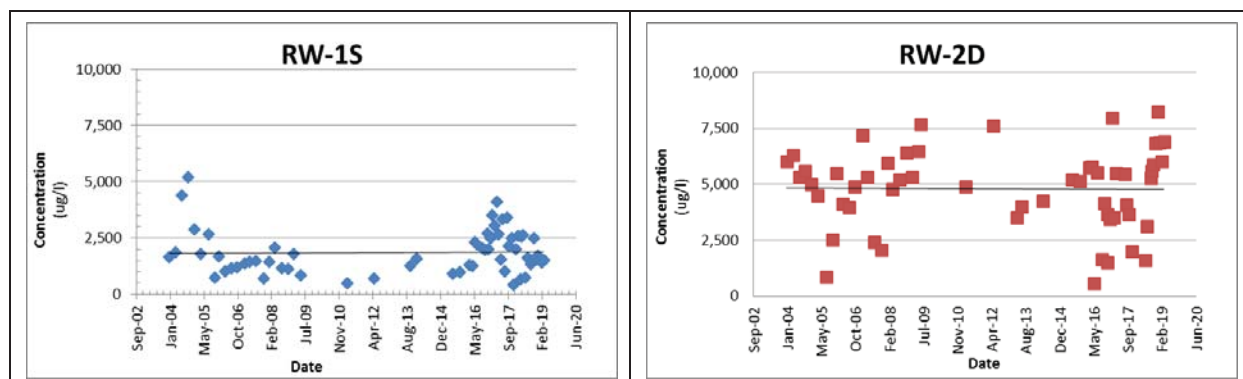 RW-1S
10,000
7,500
5,000
2,500
0
Concentration
(ug/l)
Sep-02
Jan-04
May-05
Oct-06
Feb-08
Jul-09
Nov-10
Apr-12
Aug-13
Dec-14
May-16
Sep-17
Feb-19
Jun-20
Date
RW-2D
10,000
7,500
5,000
2,500
0
Concentration
(ug/l)
Sep-02
Jan-04
May-05
Oct-06
Feb-08
Jul-09
Nov-10
Apr-12
Aug-13
Dec-14
May-16
Sep-17
Feb-19
Jun-20
Date